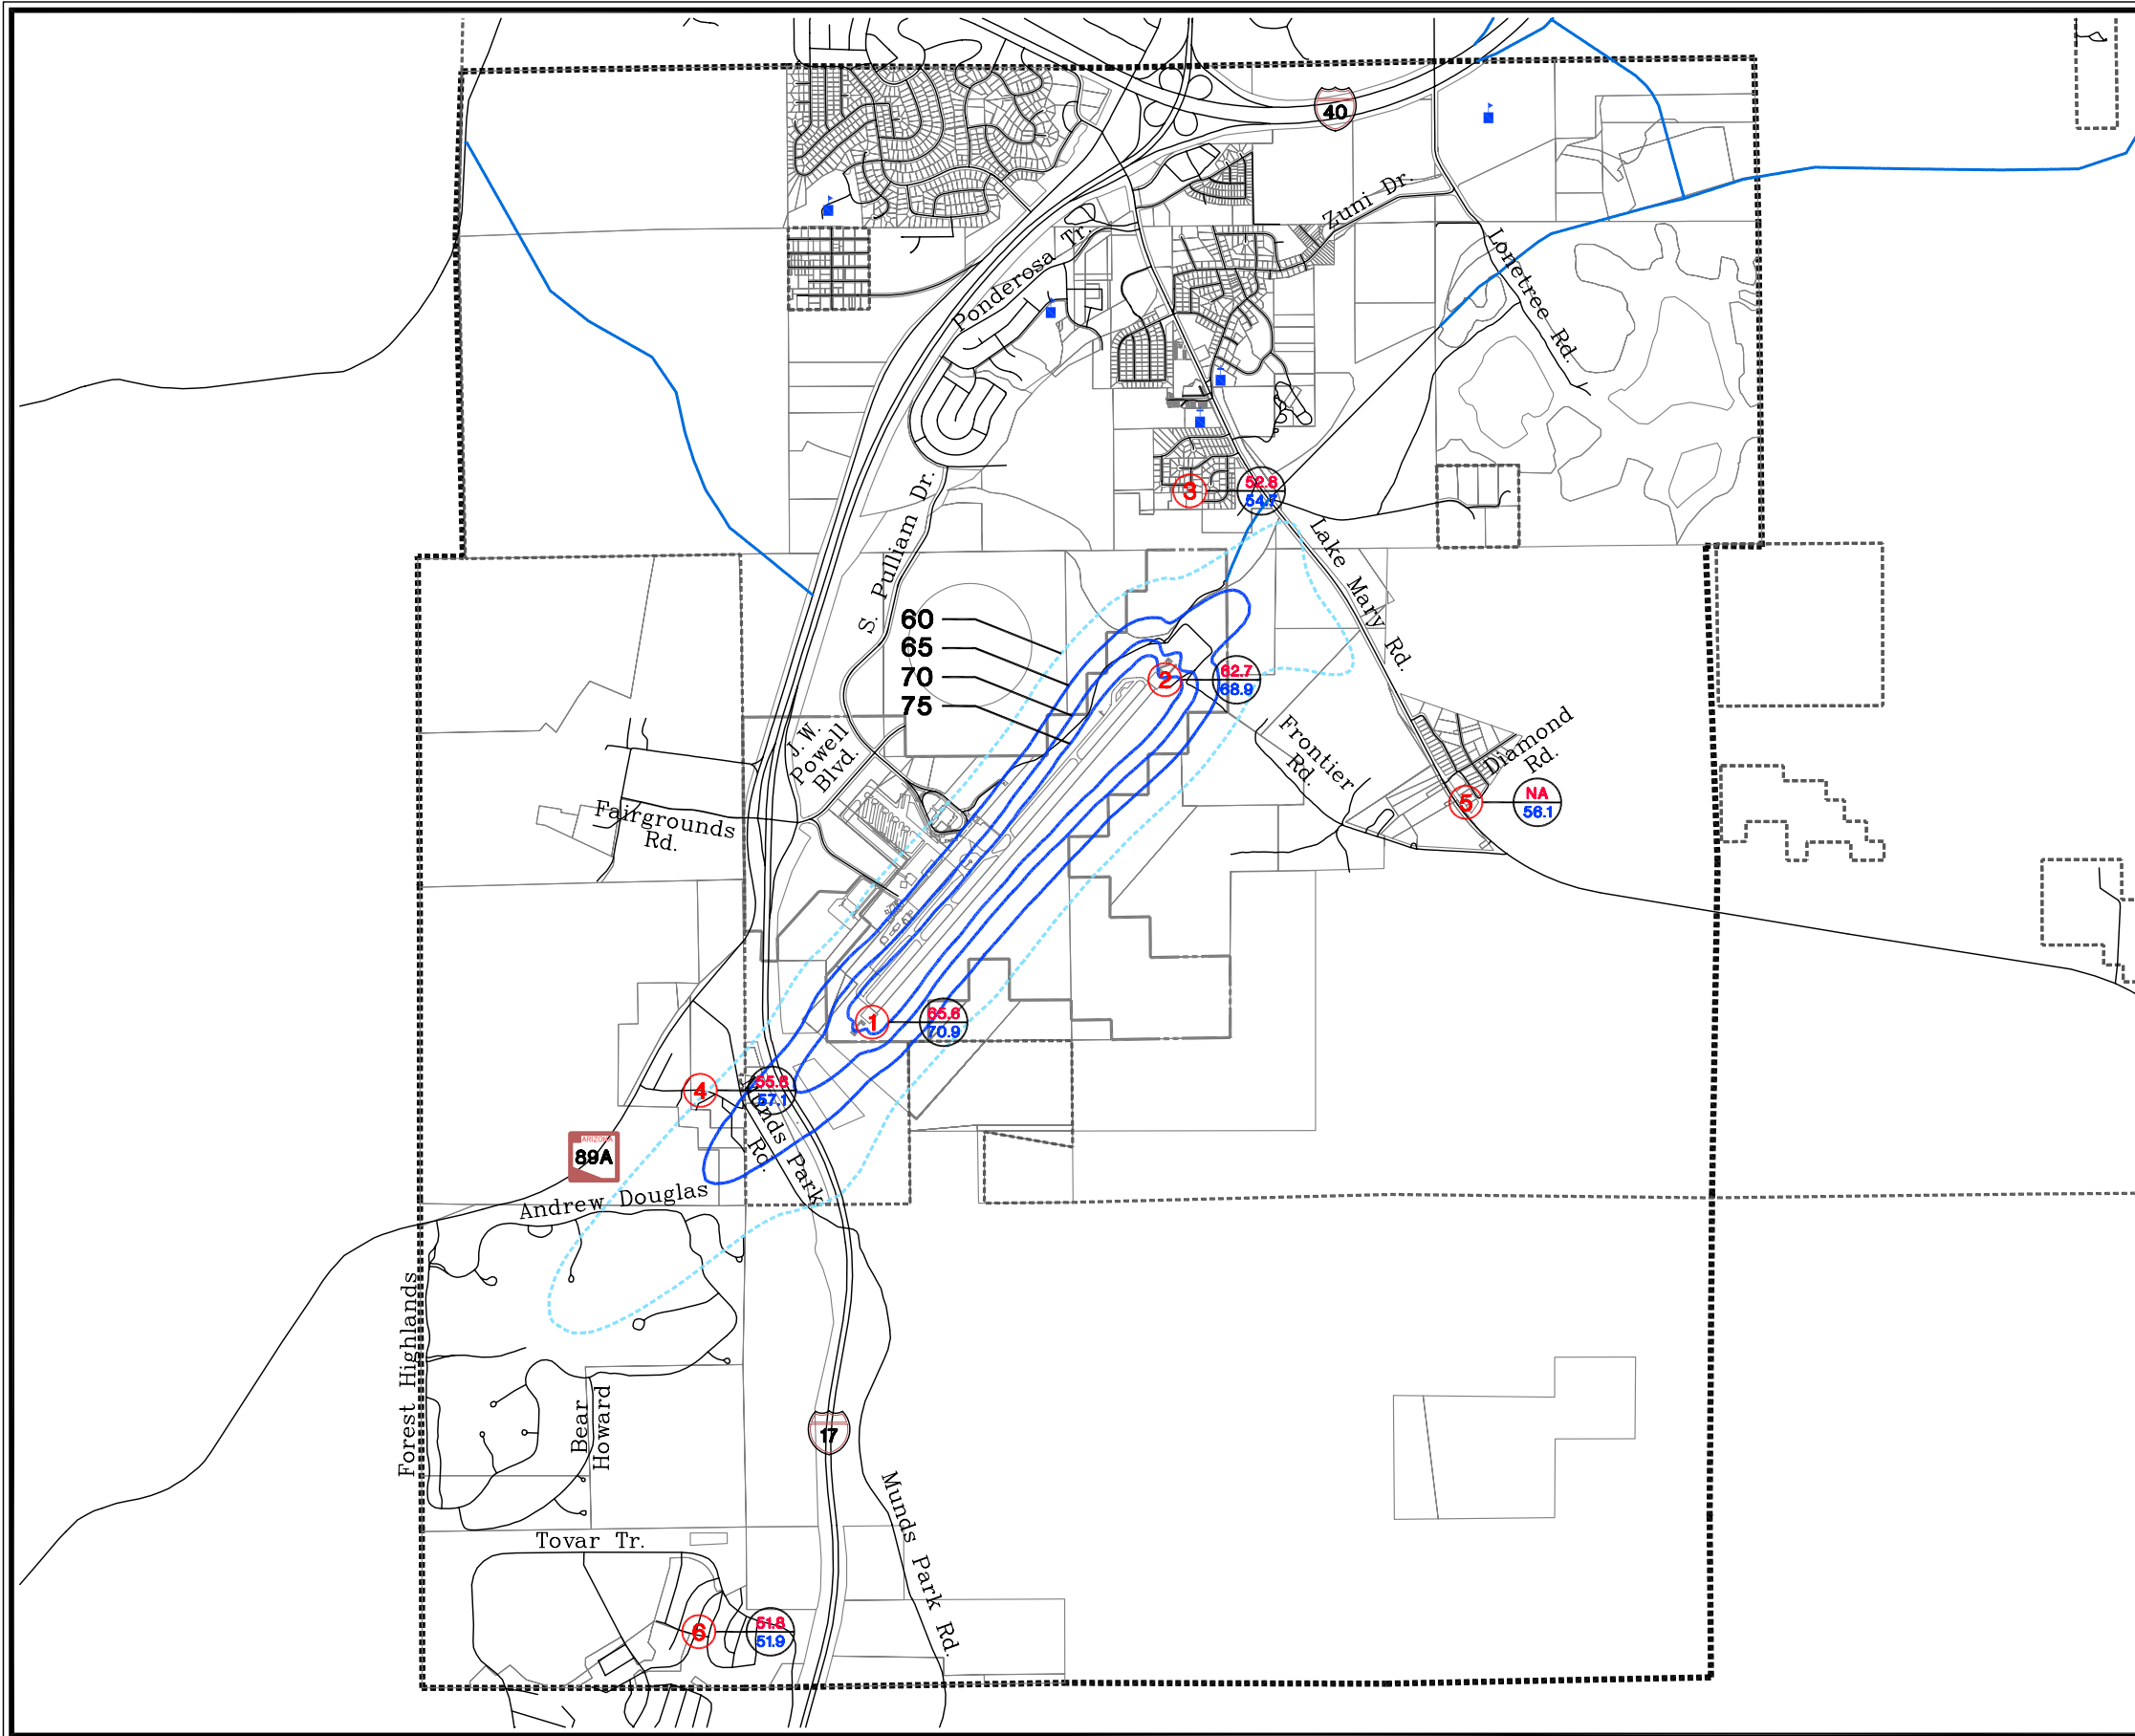 40
Zuni Dr.
Lonetree Rd.
Ponderosa Tr.
3
52.8
54.7
S. Pulliam Dr.
Lake Mary Rd.
60
65
70
75
2
62.7
68.9
J.W.
Powell
Blvd.
Frontier
Rd.
Diamond
Rd.
5
NA
56.1
Fairgrounds
Rd.
1
65.6
70.9
4
55.6
57.1
Munds Park
Rd.
ARIZONA
89A
Andrew Douglas
Forest Highlands
Bear
Howard
17
Munds Park Rd.
Tovar Tr.
6
51.8
51.9